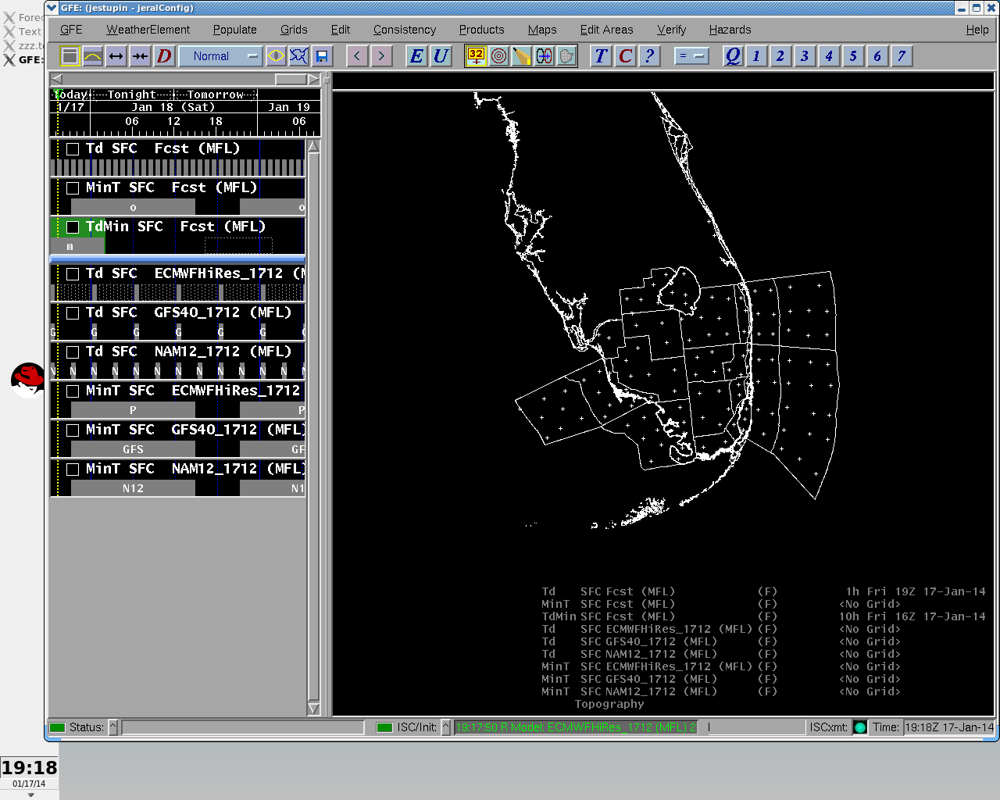 GFE: (jestupin - jeralConfig)
Fore
Text
zzz.t
GFE:
GFE WeatherElement Populate Grids Edit Consistency Products Maps Edit Areas Verify Hazards Help
D Normal < > E U 32 T C ? = Q 1 2 3 4 5 6 7
Today Tonight Tomorrow
1/17 Jan 18 (Sat) Jan 19
06 12 18 06
Td SFC Fcst (MFL)
MinT SFC Fcst (MFL)
o o
TdMin SFC Fcst (MFL)
m
Td SFC ECMWFHiRes_1712 (M
Td SFC GFS40_1712 (MFL)
G G G G G G
Td SFC NAM12_1712 (MFL)
N N N N N N N N N N N N N
MinT SFC ECMWFHiRes_1712
P P
MinT SFC GFS40_1712 (MFL)
GFS GF
MinT SFC NAM12_1712 (MFL)
N12 N1
Td SFC Fcst (MFL) (F) 1h Fri 19Z 17-Jan-14
MinT SFC Fcst (MFL) (F) <No Grid>
TdMin SFC Fcst (MFL) (F) 10h Fri 16Z 17-Jan-14
Td SFC ECMWFHiRes_1712 (MFL) (F) <No Grid>
Td SFC GFS40_1712 (MFL) (F) <No Grid>
Td SFC NAM12_1712 (MFL) (F) <No Grid>
MinT SFC ECMWFHiRes_1712 (MFL) (F) <No Grid>
MinT SFC GFS40_1712 (MFL) (F) <No Grid>
MinT SFC NAM12_1712 (MFL) (F) <No Grid>
Topography
Status: ^ ISC/Init: ^ 19:17:50 R Model: ECMWFHiRes_1712 (MFL) 2 ISCxmt: Time: 19:18Z 17-Jan-14
19:18
01/17/14